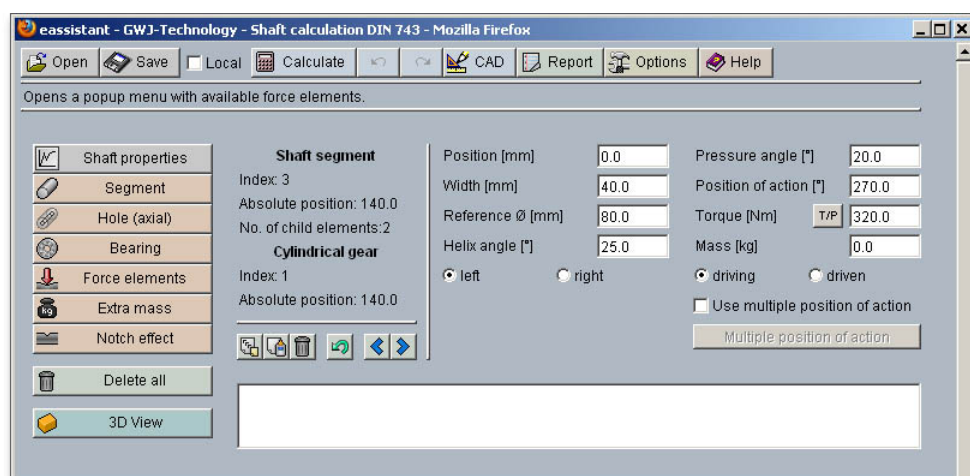 eassistant - GWJ-Technology - Shaft calculation DIN 743 - Mozilla Firefox
Open Save Local Calculate CAD Report Options Help
Opens a popup menu with available force elements.
Shaft properties
Segment
Hole (axial)
Bearing
Force elements
kg Extra mass
Notch effect
Delete all
3D View
Shaft segment
Index: 3
Absolute position: 140.0
No. of child elements:2
Cylindrical gear
Index: 1
Absolute position: 140.0
Position [mm] 0.0
Width [mm] 40.0
Reference Ø [mm] 80.0
Helix angle [°] 25.0
left right
Pressure angle [°] 20.0
Position of action [°] 270.0
Torque [Nm] T/P 320.0
Mass [kg] 0.0
driving driven
Use multiple position of action
Multiple position of action